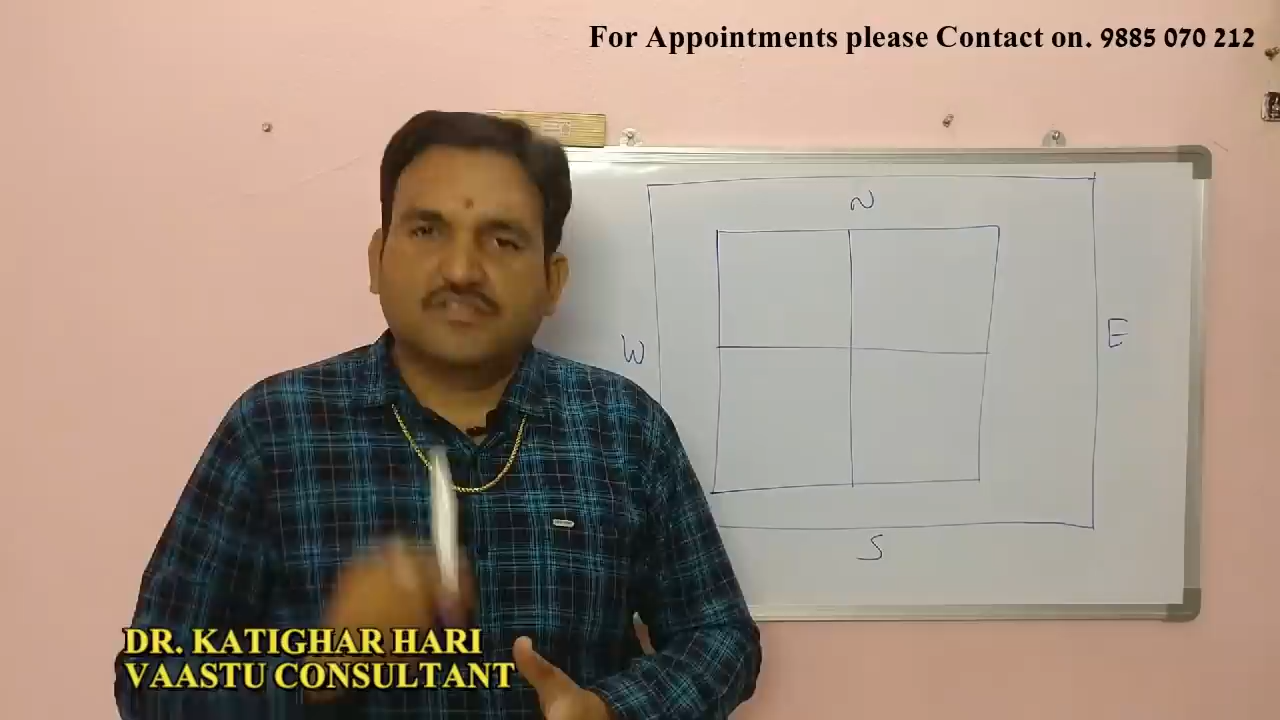 For Appointments please Contact on. 9885 070 212
N
W
E
S
DR. KATIGHAR HARI
VAASTU CONSULTANT